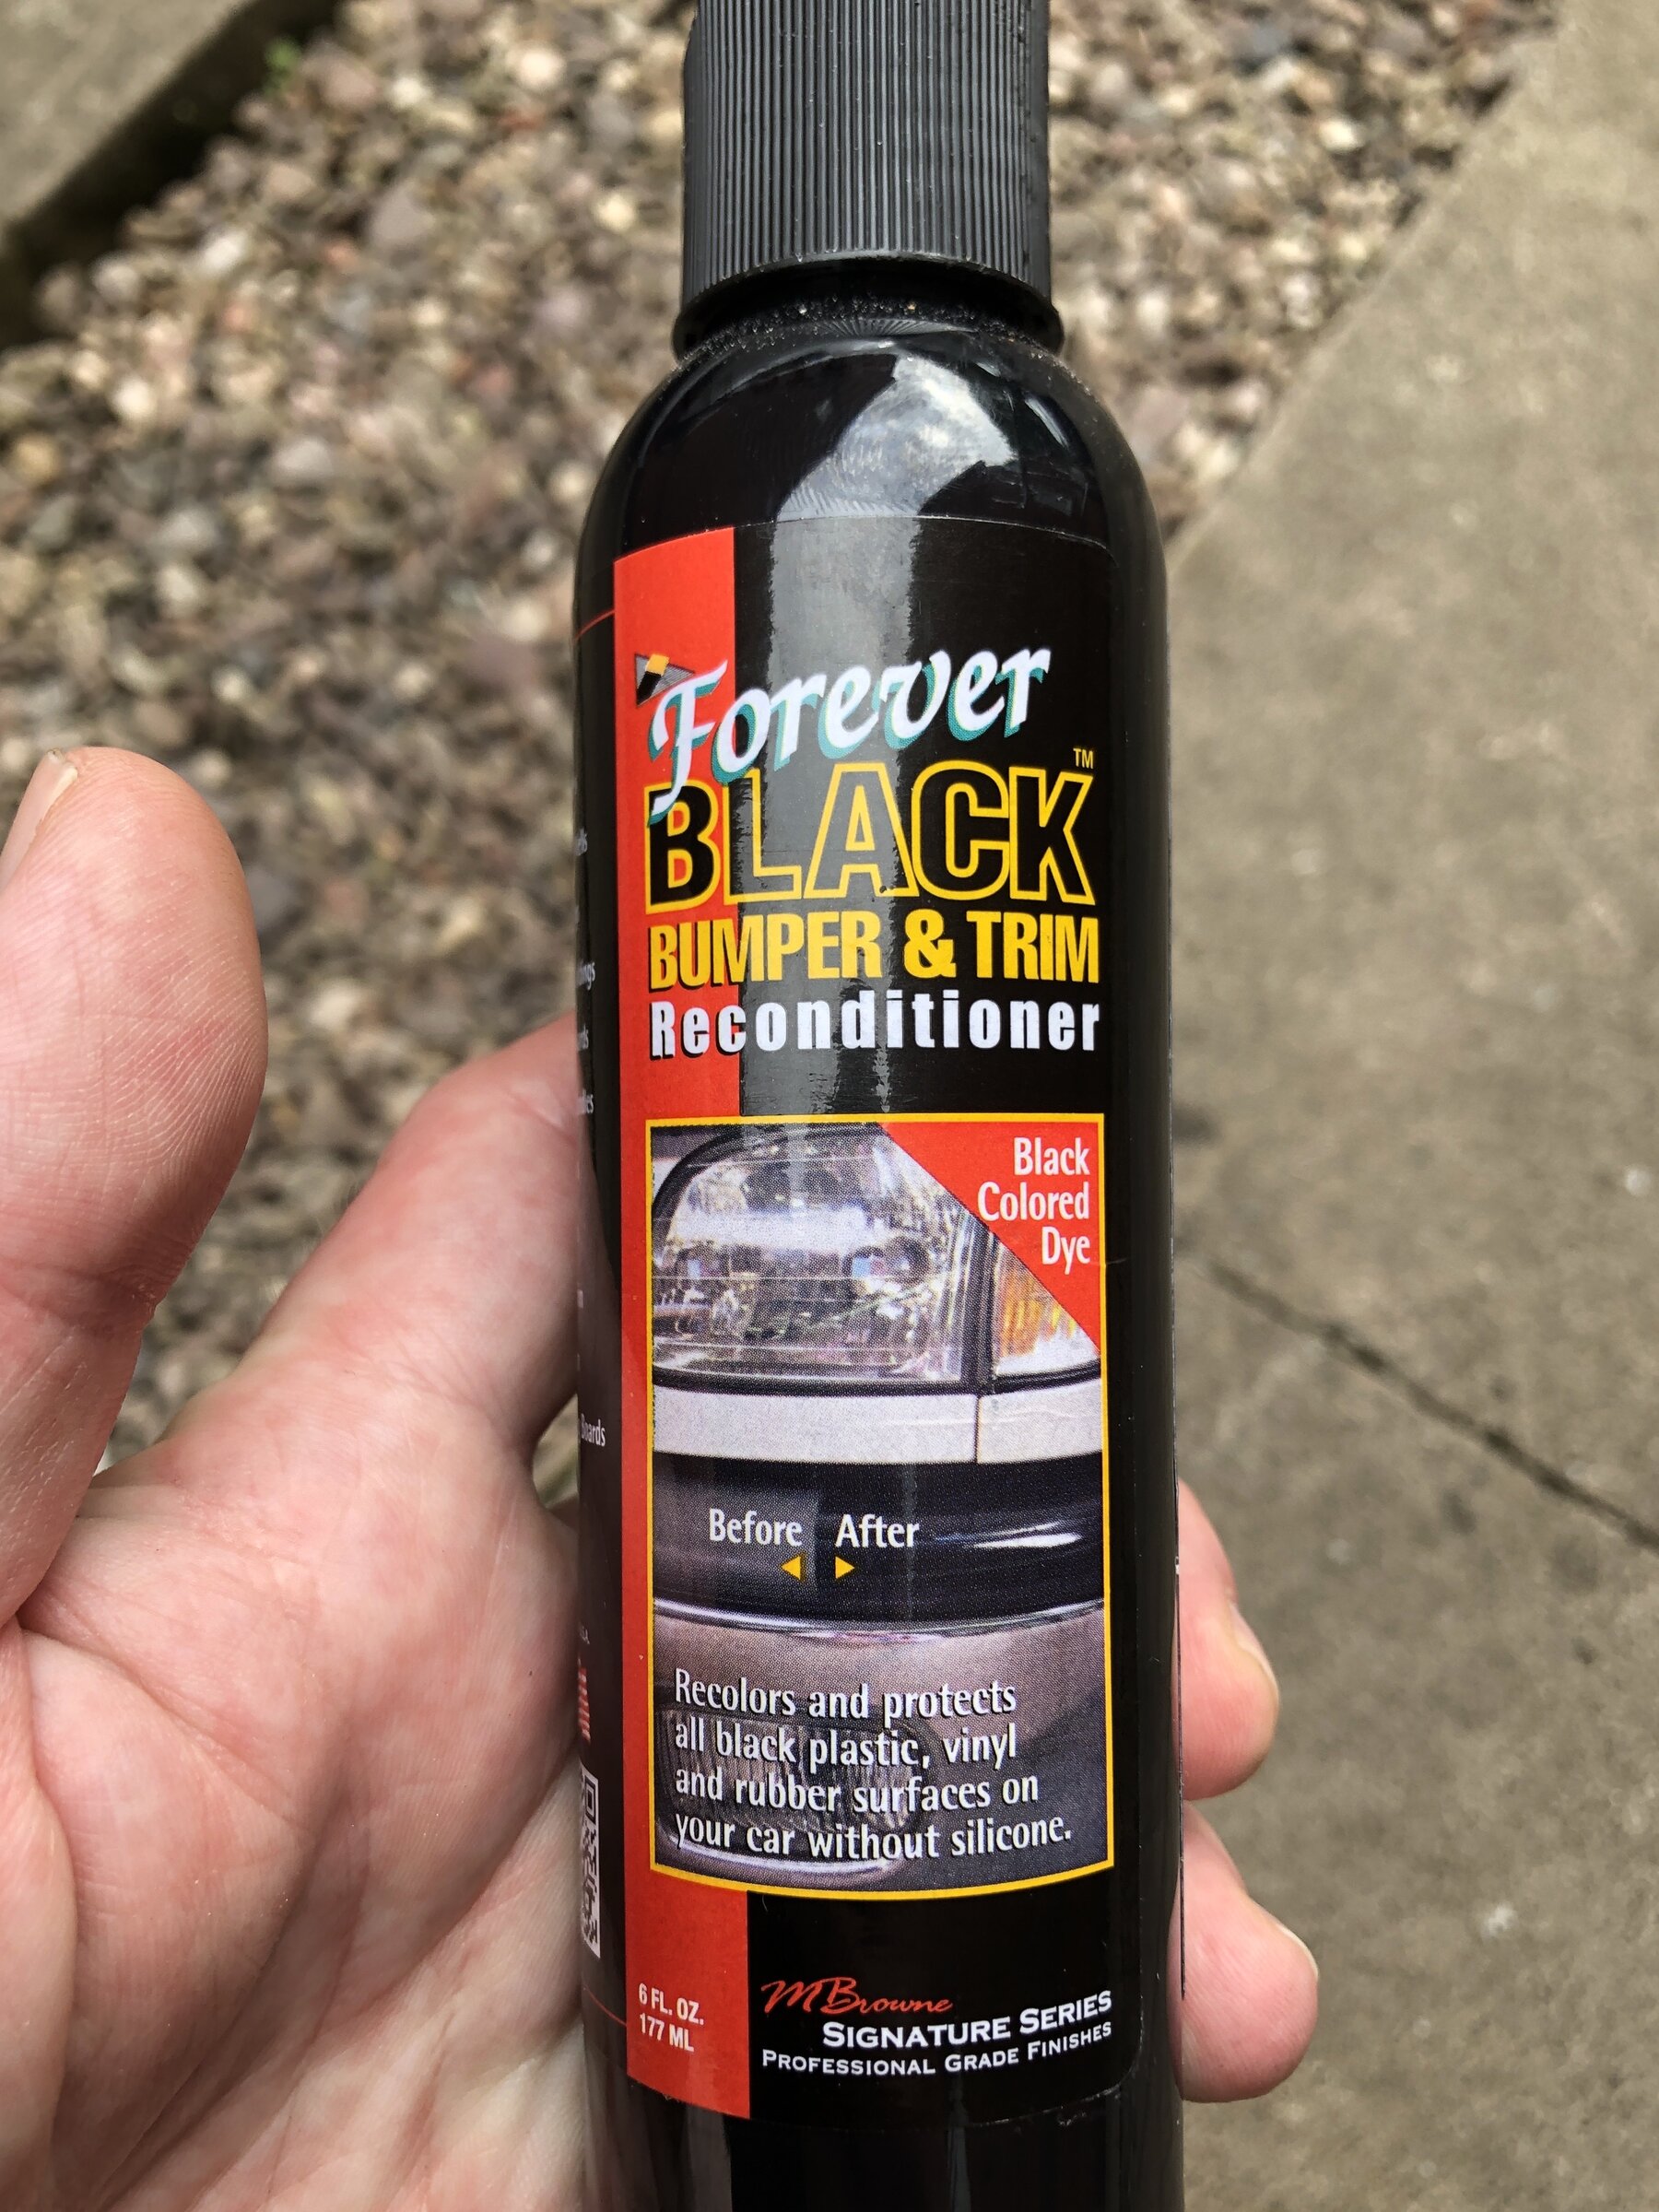 Forever
BLACK™
BUMPER & TRIM
Reconditioner
Black
Colored
Dye
Before After
Recolors and protects
all black plastic, vinyl
and rubber surfaces on
your car without silicone.
6 FL. OZ.
177 ML
MBrowne
SIGNATURE SERIES
PROFESSIONAL GRADE FINISHES
Boards